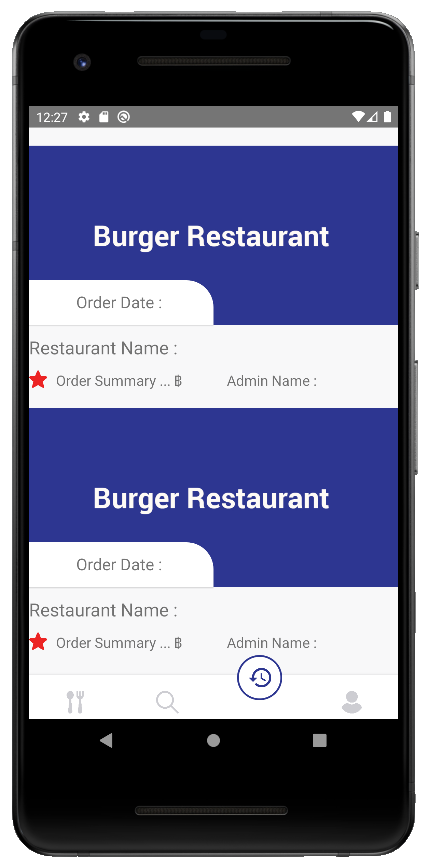 12:27
Burger Restaurant
Order Date :
Restaurant Name :
Order Summary ... ฿
Admin Name :
Burger Restaurant
Order Date :
Restaurant Name :
Order Summary ... ฿
Admin Name :